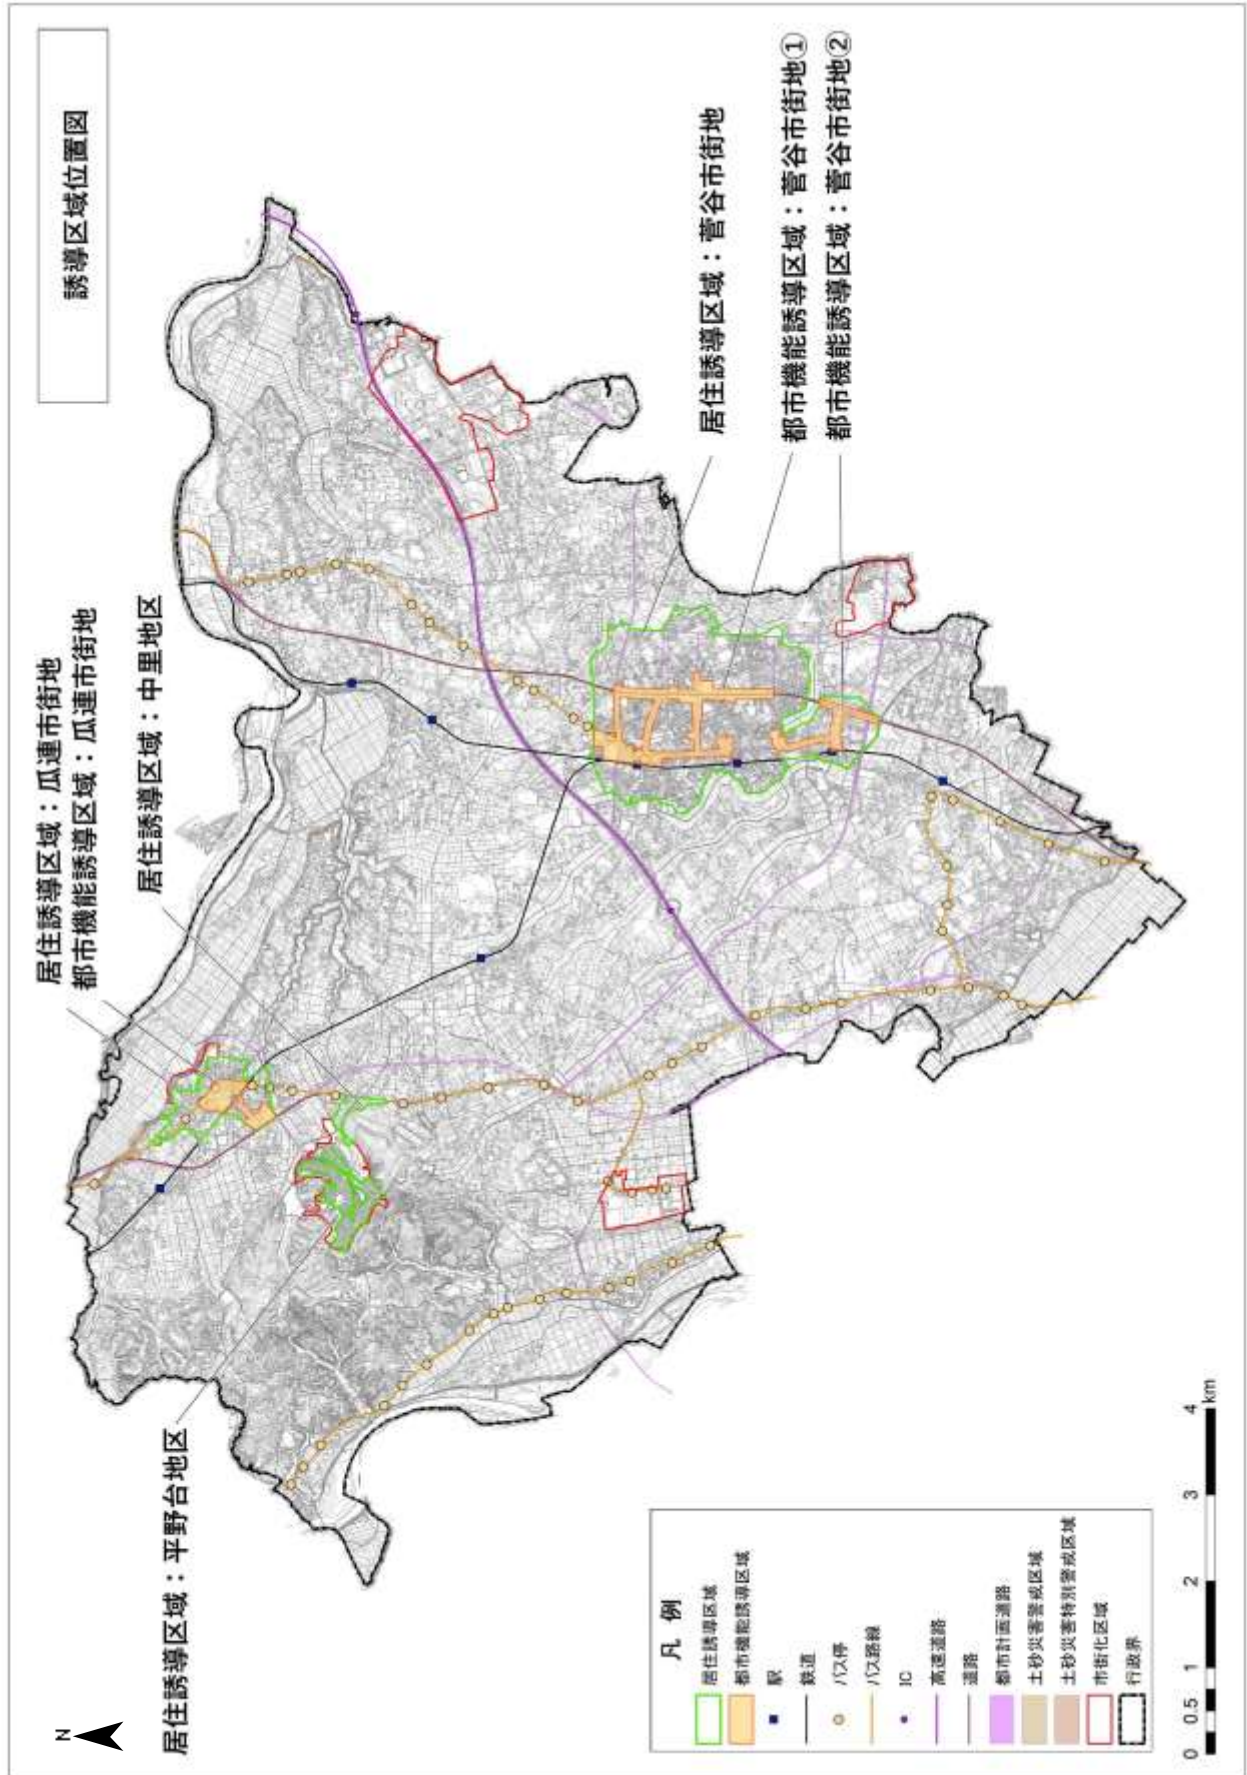 誘導区域位置図
居住誘導区域：瓜連市街地
都市機能誘導区域：瓜連市街地
居住誘導区域：中里地区
居住誘導区域：平野台地区
居住誘導区域：菅谷市街地
都市機能誘導区域：菅谷市街地①
都市機能誘導区域：菅谷市街地②
N
凡 例
居住誘導区域
都市機能誘導区域
駅
鉄道
バス停
バス路線
IC
高速道路
道路
都市計画道路
土砂災害警戒区域
土砂災害特別警戒区域
市街化区域
行政界
0 0.5 1 2 3 4
km